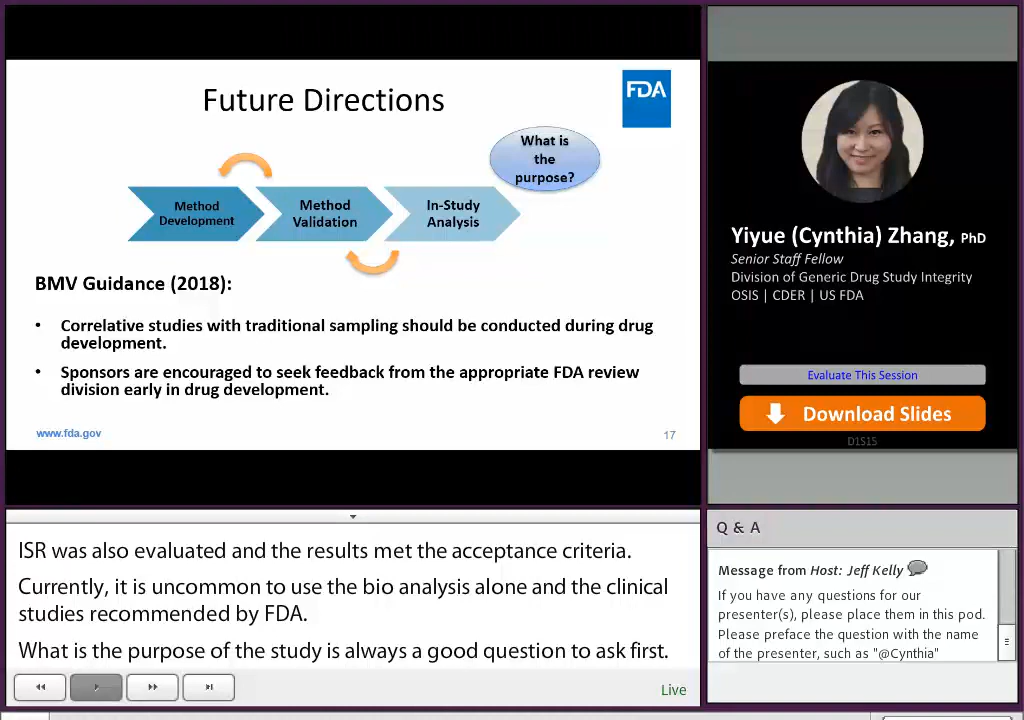 Future Directions
FDA
What is
the
purpose?
Method
Development
Method
Validation
In-Study
Analysis
BMV Guidance (2018):
• Correlative studies with traditional sampling should be conducted during drug
development.
• Sponsors are encouraged to seek feedback from the appropriate FDA review
division early in drug development.
www.fda.gov
17
Yiyue (Cynthia) Zhang, PhD
Senior Staff Fellow
Division of Generic Drug Study Integrity
OSIS | CDER | US FDA
Evaluate This Session
Download Slides
D1S15
ISR was also evaluated and the results met the acceptance criteria.
Currently, it is uncommon to use the bio analysis alone and the clinical
studies recommended by FDA.
What is the purpose of the study is always a good question to ask first.
Live
Q & A
Message from Host: Jeff Kelly
If you have any questions for our
presenter(s), please place them in this pod.
Please preface the question with the name
of the presenter, such as "@Cynthia"